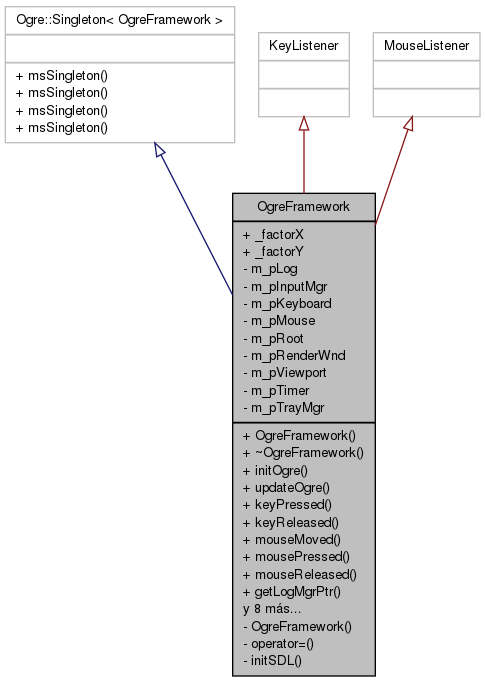 Ogre::Singleton< OgreFramework >
+ msSingleton()
+ msSingleton()
+ msSingleton()
+ msSingleton()
KeyListener
MouseListener
OgreFramework
+ _factorX
+ _factorY
- m_pLog
- m_pInputMgr
- m_pKeyboard
- m_pMouse
- m_pRoot
- m_pRenderWnd
- m_pViewport
- m_pTimer
- m_pTrayMgr
+ OgreFramework()
+ ~OgreFramework()
+ initOgre()
+ updateOgre()
+ keyPressed()
+ keyReleased()
+ mouseMoved()
+ mousePressed()
+ mouseReleased()
+ getLogMgrPtr()
y 8 más...
- OgreFramework()
- operator=()
- initSDL()